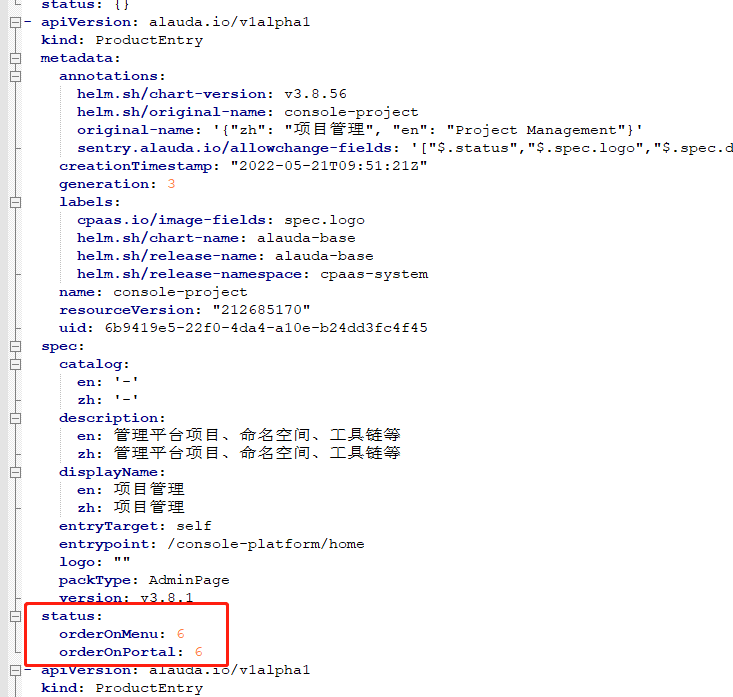 status: {}
- apiVersion: alauda.io/v1alpha1
kind: ProductEntry
metadata:
annotations:
helm.sh/chart-version: v3.8.56
helm.sh/original-name: console-project
original-name: '{"zh": "项目管理", "en": "Project Management"}'
sentry.alauda.io/allowchange-fields: '["$.status","$.spec.logo","$.spec.d
creationTimestamp: "2022-05-21T09:51:21Z"
generation: 3
labels:
cpaas.io/image-fields: spec.logo
helm.sh/chart-name: alauda-base
helm.sh/release-name: alauda-base
helm.sh/release-namespace: cpaas-system
name: console-project
resourceVersion: "212685170"
uid: 6b9419e5-22f0-4da4-a10e-b24dd3fc4f45
spec:
catalog:
en: '-'
zh: '-'
description:
en: 管理平台项目、命名空间、工具链等
zh: 管理平台项目、命名空间、工具链等
displayName:
en: 项目管理
zh: 项目管理
entryTarget: self
entrypoint: /console-platform/home
logo: ""
packType: AdminPage
version: v3.8.1
status:
orderOnMenu: 6
orderOnPortal: 6
- apiVersion: alauda.io/v1alpha1
kind: ProductEntry